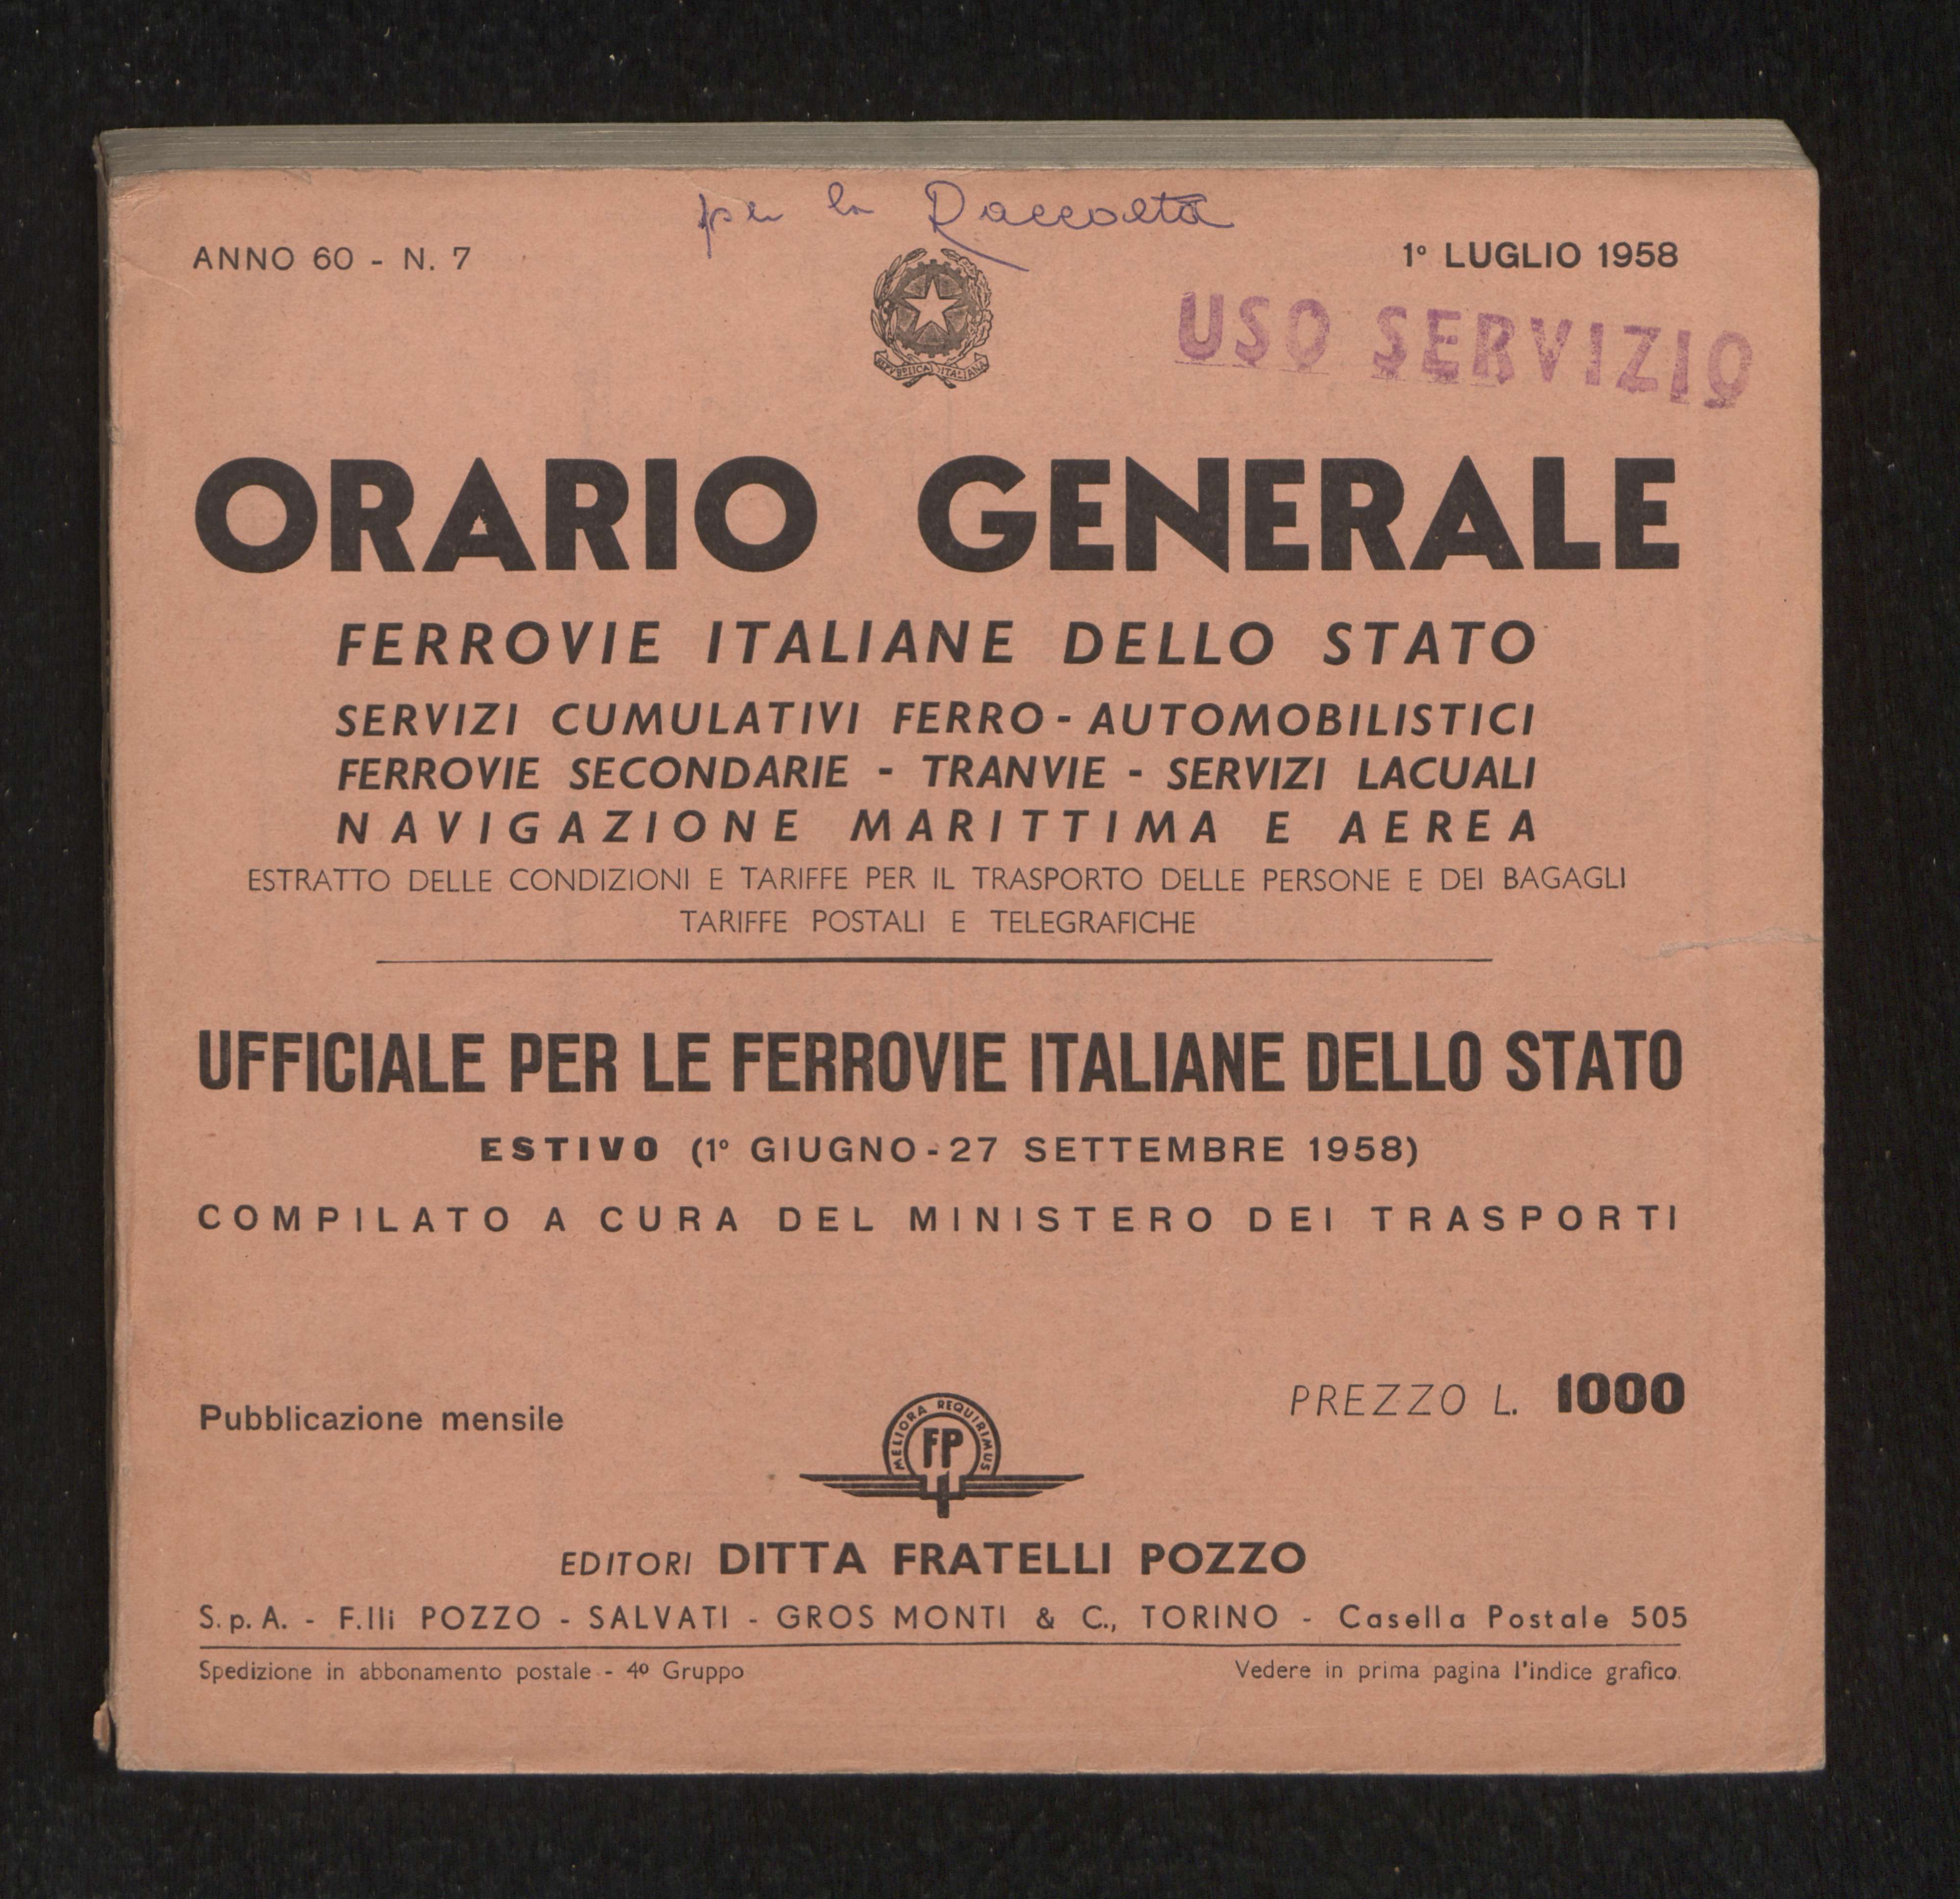 per la Raccolta
ANNO 60 - N. 7
1° LUGLIO 1958
REPVBBLICA ITALIANA
USO SERVIZIO
ORARIO GENERALE
FERROVIE ITALIANE DELLO STATO
SERVIZI CUMULATIVI FERRO-AUTOMOBILISTICI
FERROVIE SECONDARIE - TRANVIE - SERVIZI LACUALI
NAVIGAZIONE MARITTIMA E AEREA
ESTRATTO DELLE CONDIZIONI E TARIFFE PER IL TRASPORTO DELLE PERSONE E DEI BAGAGLI
TARIFFE POSTALI E TELEGRAFICHE
UFFICIALE PER LE FERROVIE ITALIANE DELLO STATO
ESTIVO (1° GIUGNO-27 SETTEMBRE 1958)
COMPILATO A CURA DEL MINISTERO DEI TRASPORTI
Pubblicazione mensile
PREZZO L. 1000
MELIORA REQUIRIMUS
FP
EDITORI DITTA FRATELLI POZZO
S.p.A. - F.lli POZZO - SALVATI - GROS MONTI & C., TORINO - Casella Postale 505
Spedizione in abbonamento postale - 4º Gruppo
Vedere in prima pagina l'indice grafico.